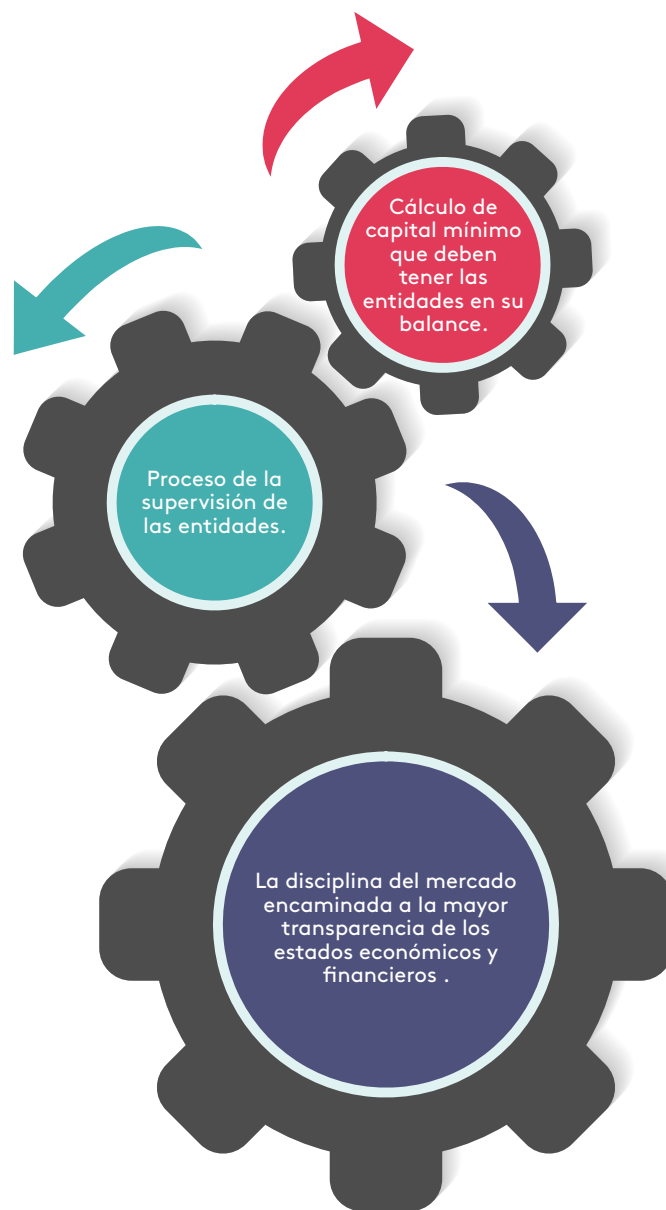 Cálculo de
capital mínimo
que deben
tener las
entidades en su
balance.
Proceso de la
supervisión de
las entidades.
La disciplina del mercado
encaminada a la mayor
transparencia de los
estados económicos y
financieros .